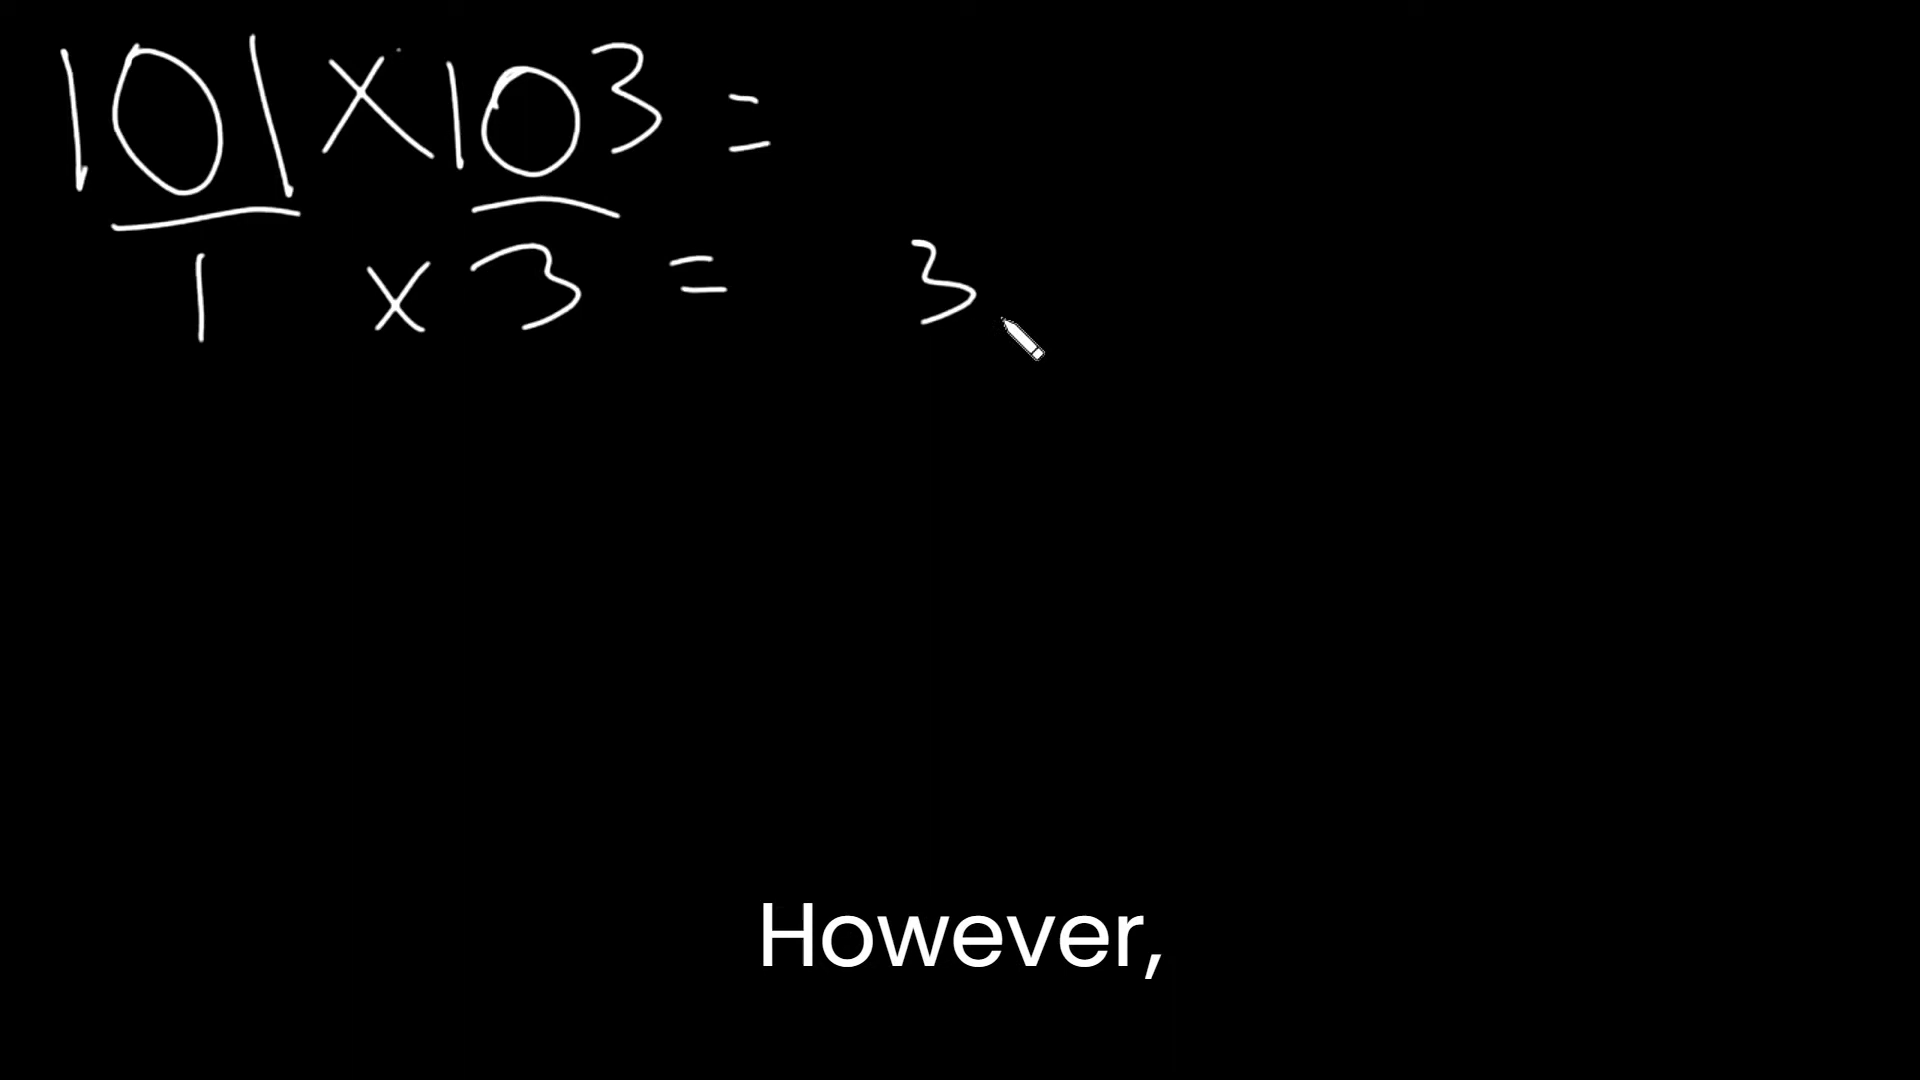 101 × 103 =
1 × 3 = 3
However,